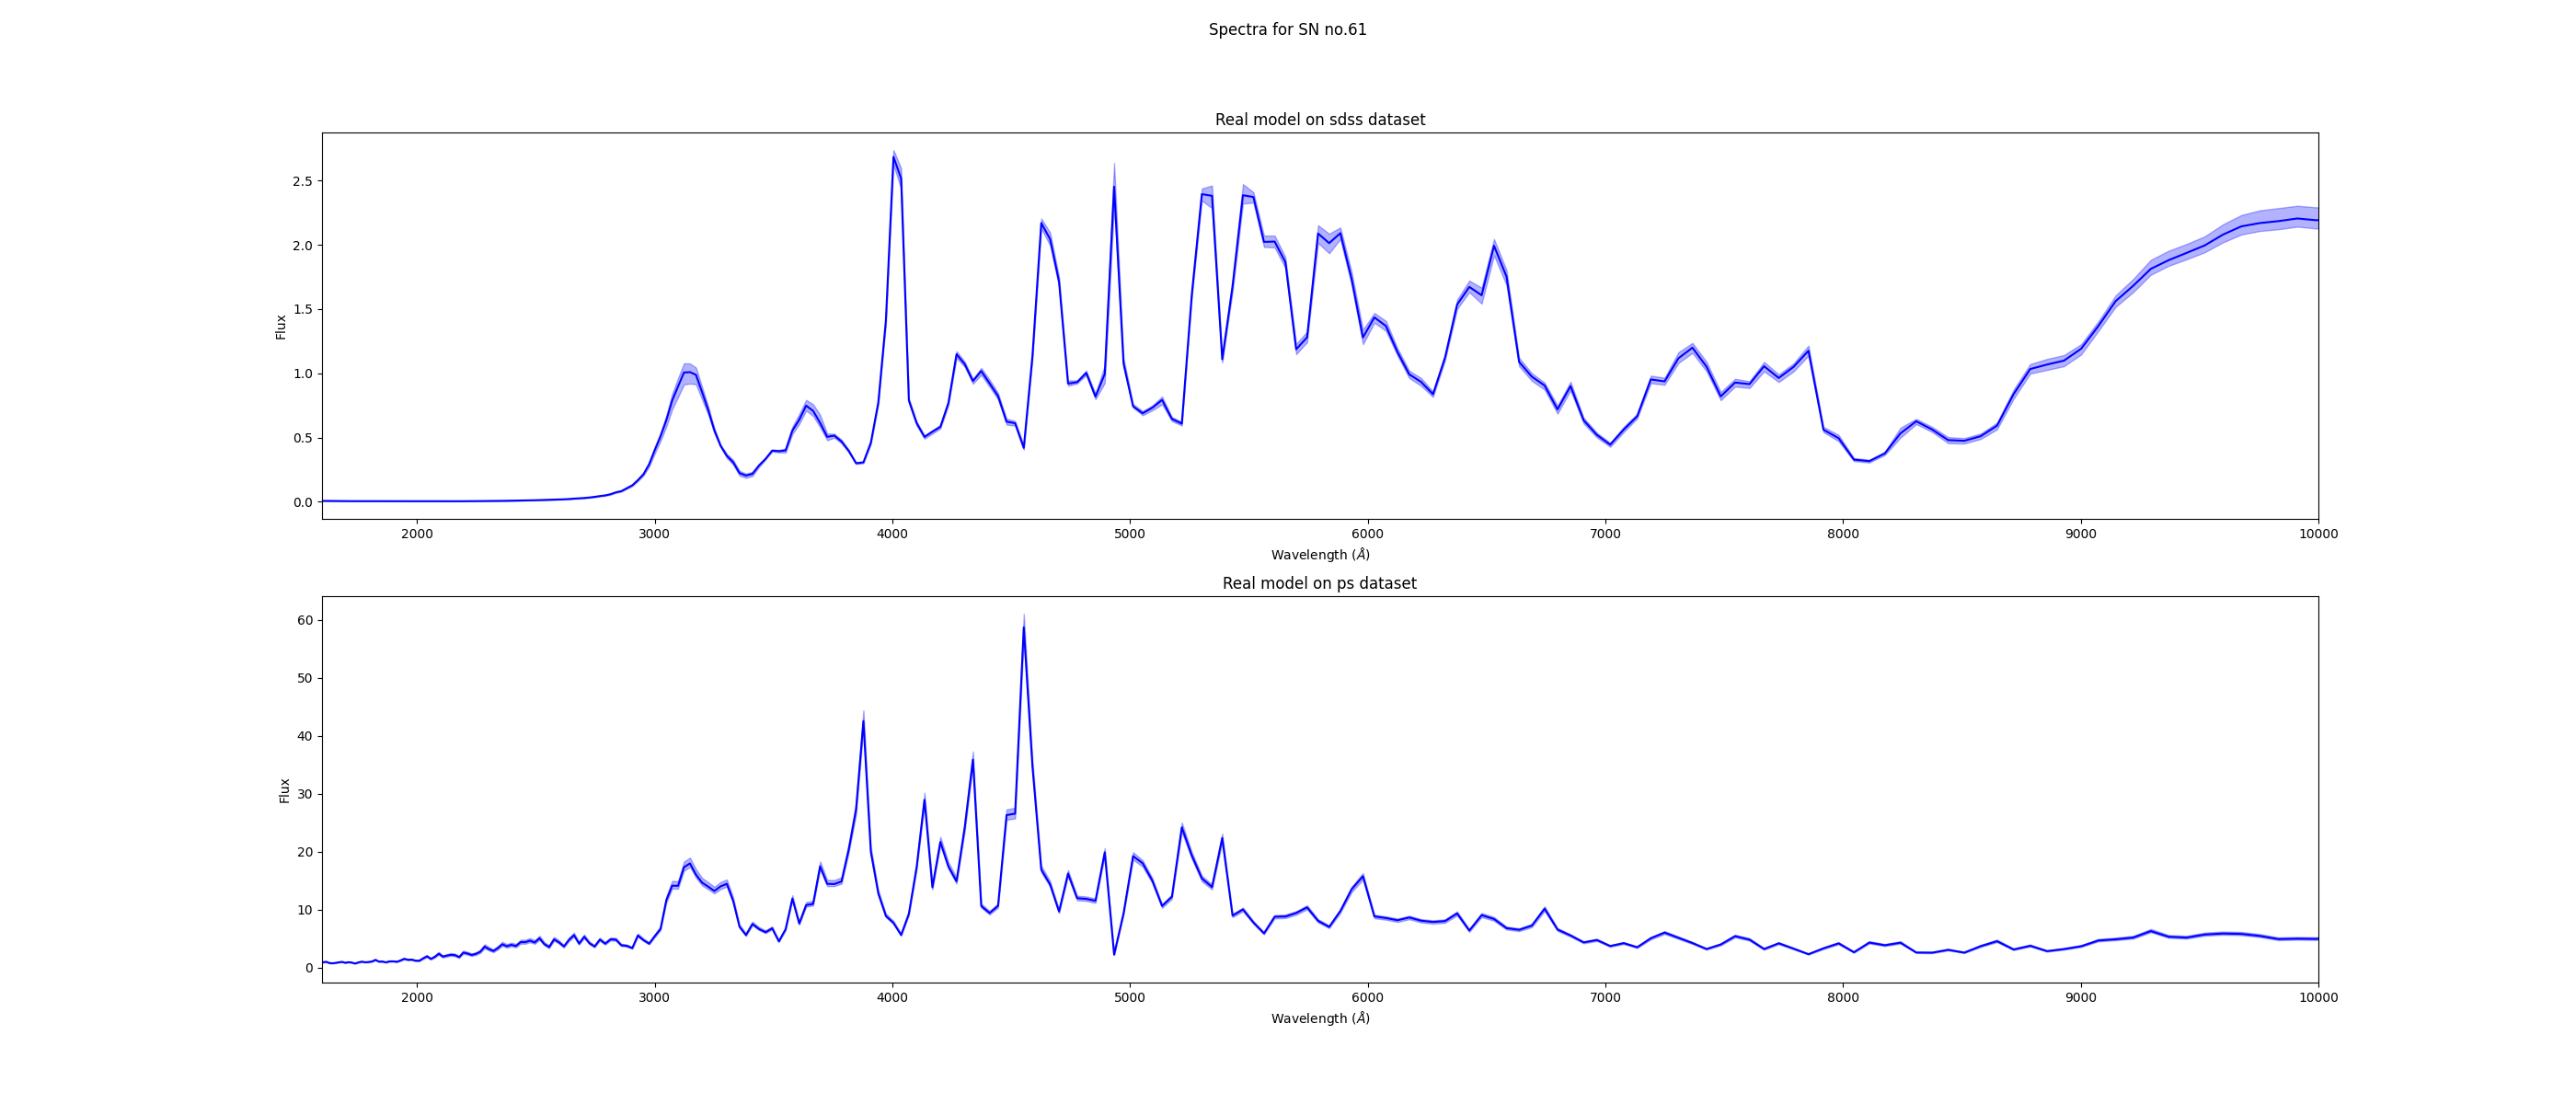 Spectra for SN no.61
Real model on sdss dataset
Flux
2.5
2.0
1.5
1.0
0.5
0.0
2000 3000 4000 5000 6000 7000 8000 9000 10000
Wavelength (Å)
Real model on ps dataset
Flux
60
50
40
30
20
10
0
2000 3000 4000 5000 6000 7000 8000 9000 10000
Wavelength (Å)